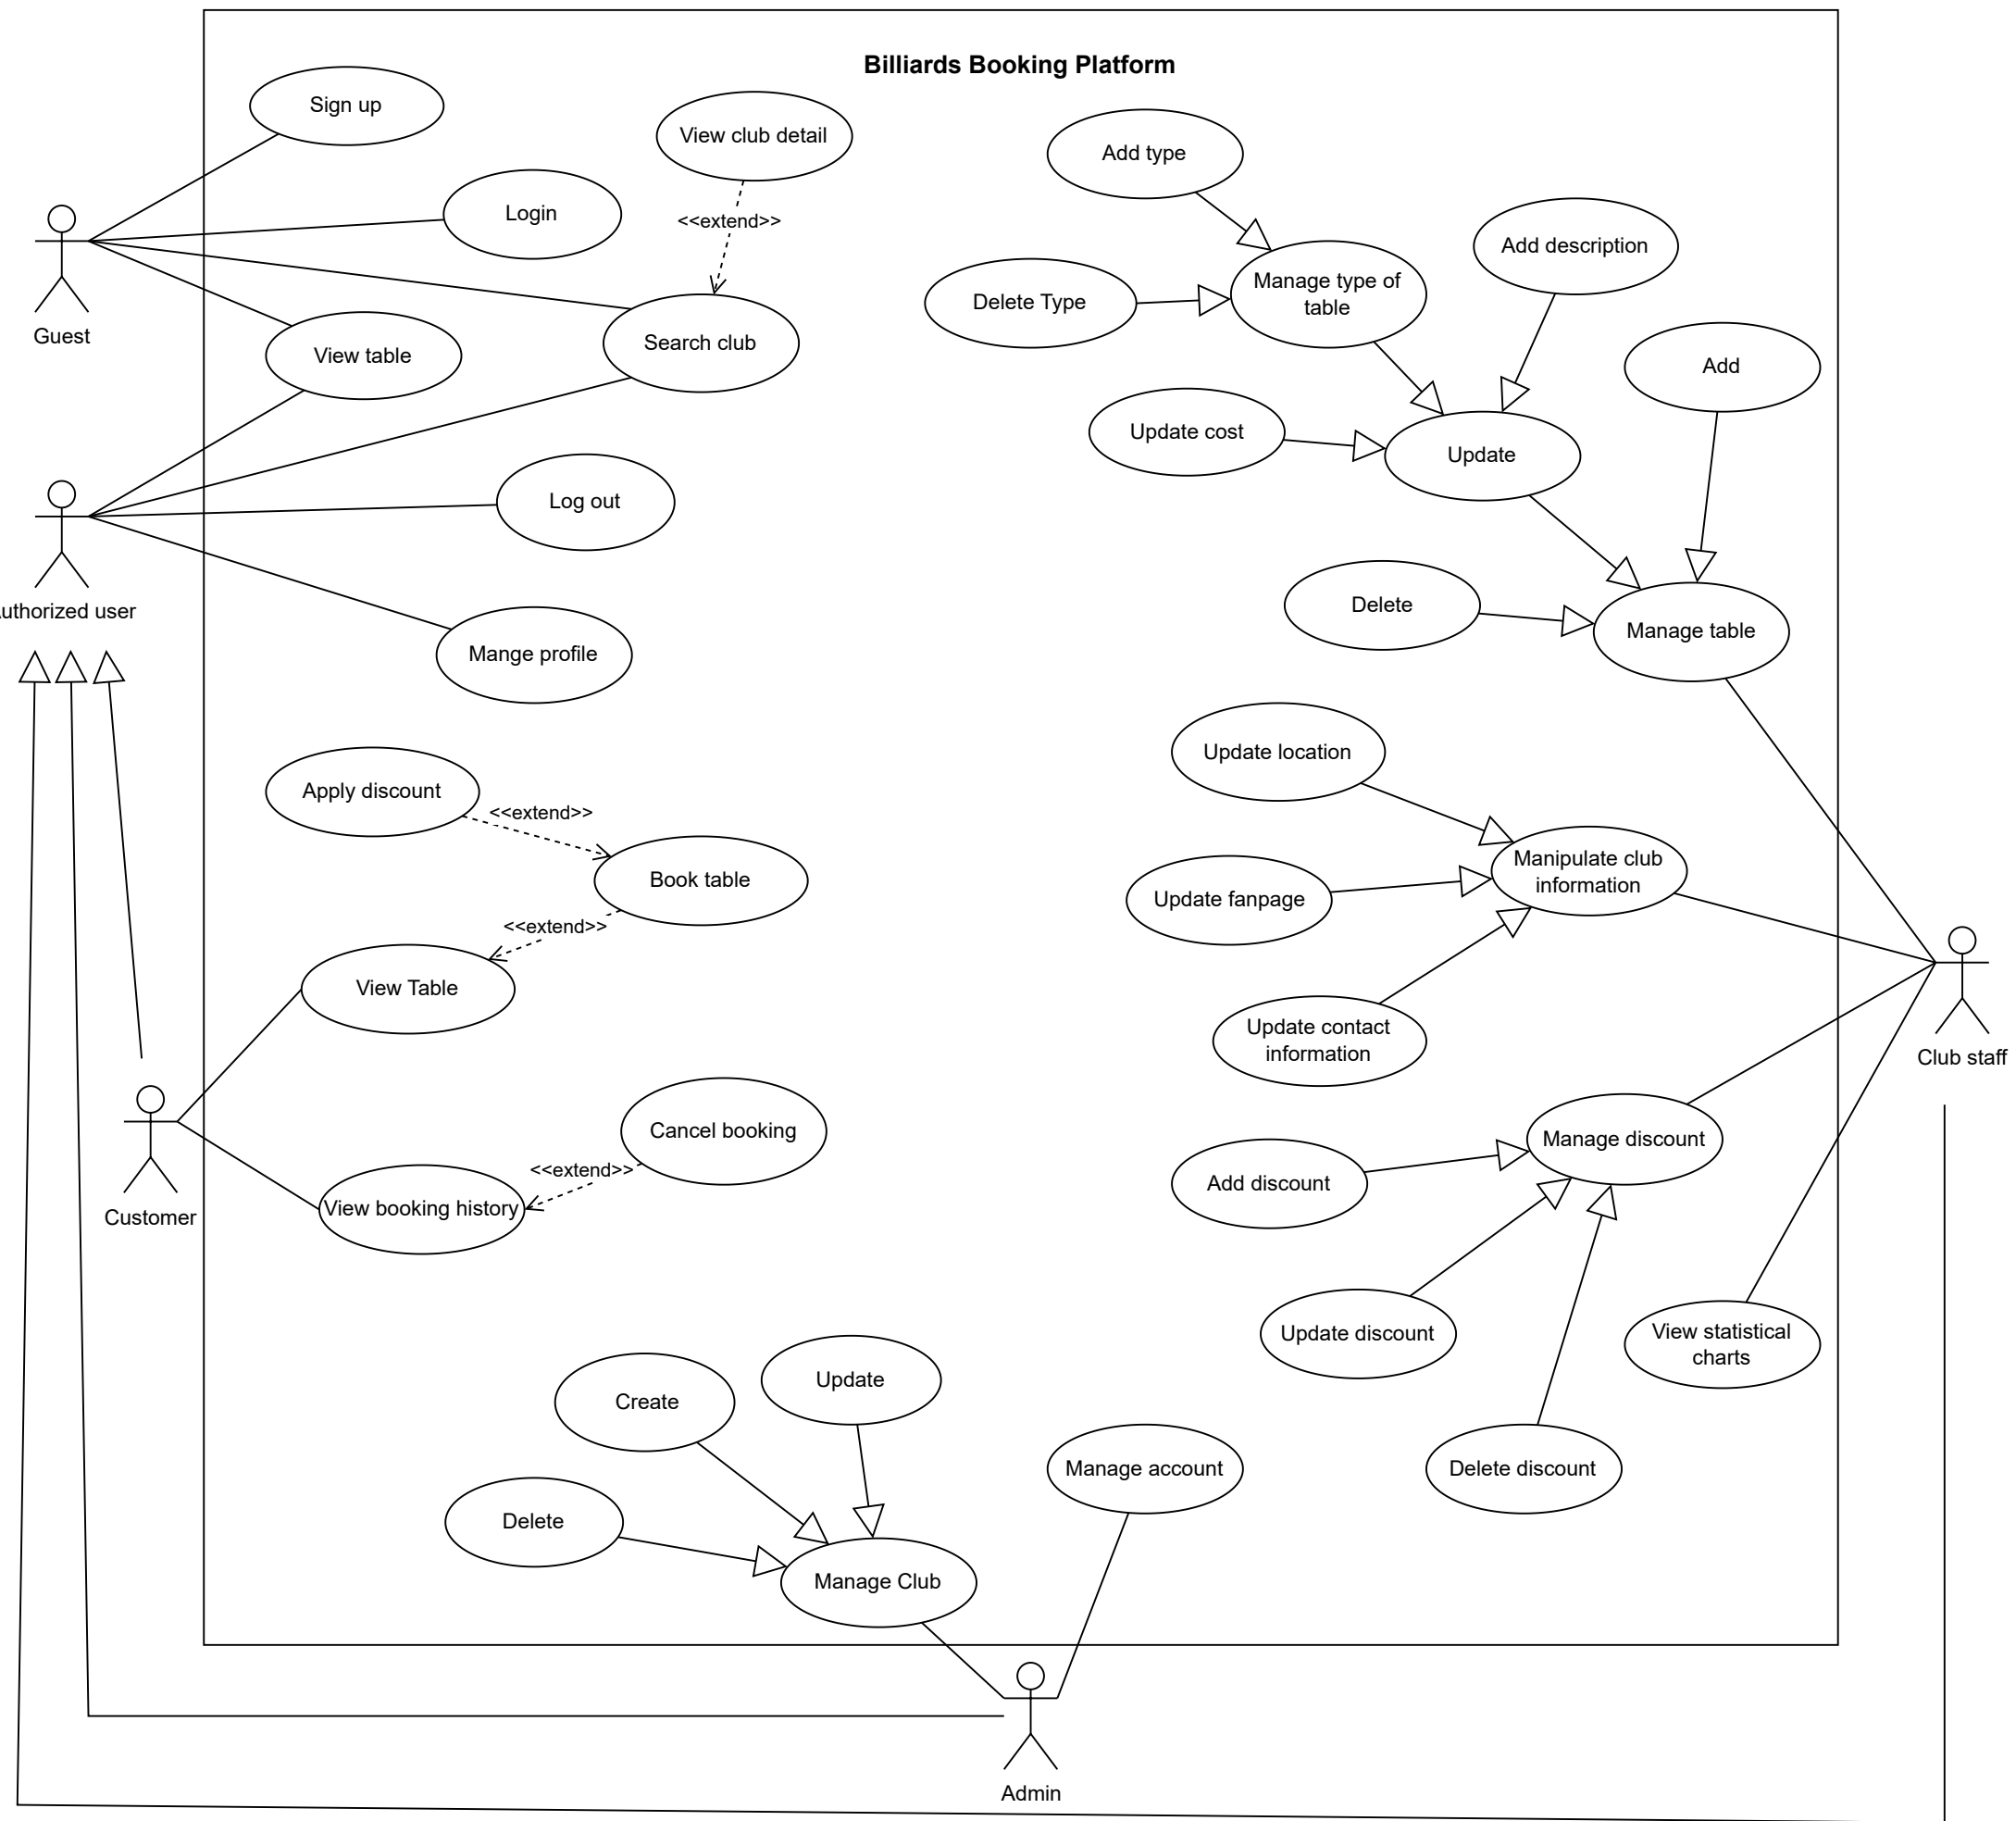 Billiards Booking Platform
Sign up
View club detail
Add type
Login
<<extend>>
Add description
Manage type of
table
Delete Type
Guest
View table
Search club
Add
Update cost
Update
Log out
uthorized user
Delete
Manage table
Mange profile
Update location
Apply discount
<<extend>>
Book table
Manipulate club
information
Update fanpage
<<extend>>
View Table
Update contact
information
Club staff
Cancel booking
Manage discount
<<extend>>
Add discount
Customer
View booking history
Update discount
View statistical
charts
Update
Create
Manage account
Delete discount
Delete
Manage Club
Admin